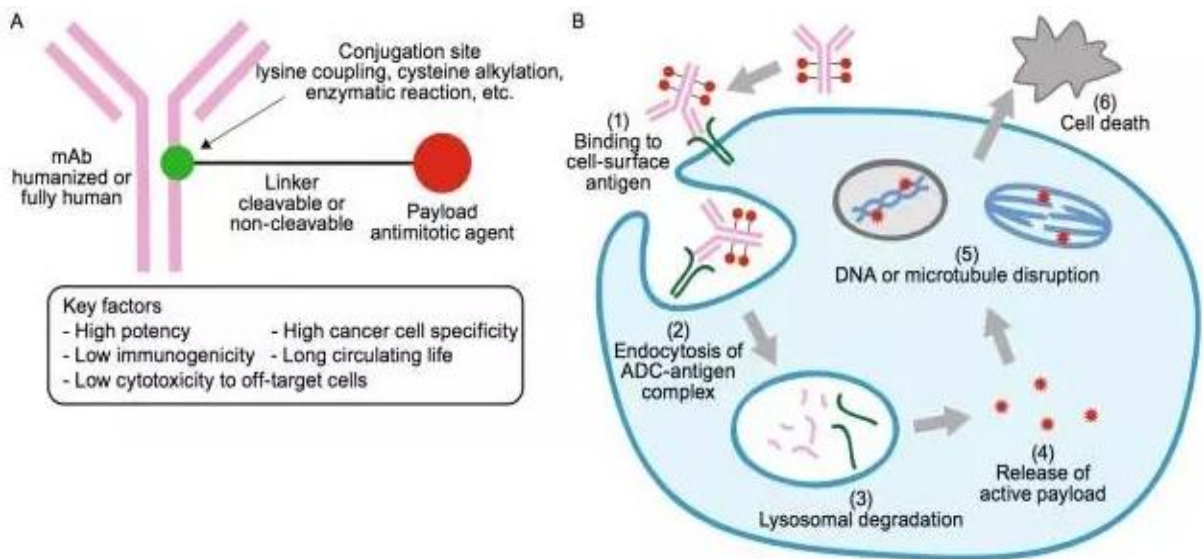 A
Conjugation site
lysine coupling, cysteine alkylation,
enzymatic reaction, etc.
mAb
humanized or
fully human
Linker
cleavable or
non-cleavable
Payload
antimitotic agent
Key factors
- High potency - High cancer cell specificity
- Low immunogenicity - Long circulating life
- Low cytotoxicity to off-target cells
B
(1)
Binding to
cell-surface
antigen
(2)
Endocytosis of
ADC-antigen
complex
(3)
Lysosomal degradation
(4)
Release of
active payload
(5)
DNA or microtubule disruption
(6)
Cell death